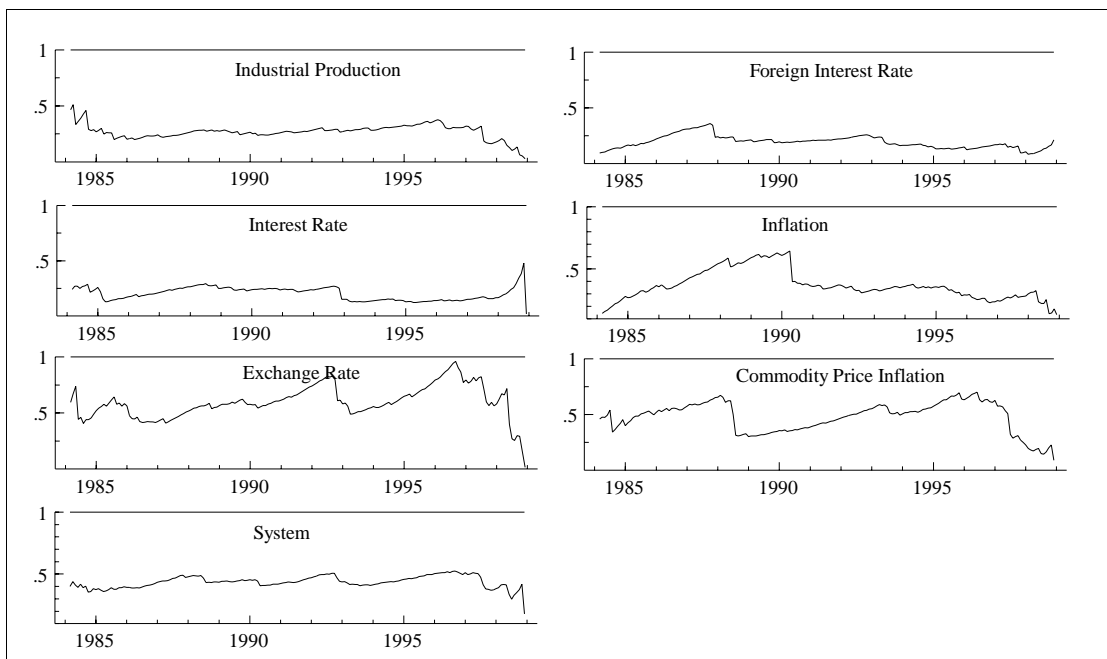 1
Industrial Production
.5
1985 1990 1995
1
Foreign Interest Rate
.5
1985 1990 1995
1
Interest Rate
.5
1985 1990 1995
1
Inflation
.5
1985 1990 1995
1
Exchange Rate
.5
1985 1990 1995
1
Commodity Price Inflation
.5
1985 1990 1995
1
System
.5
1985 1990 1995